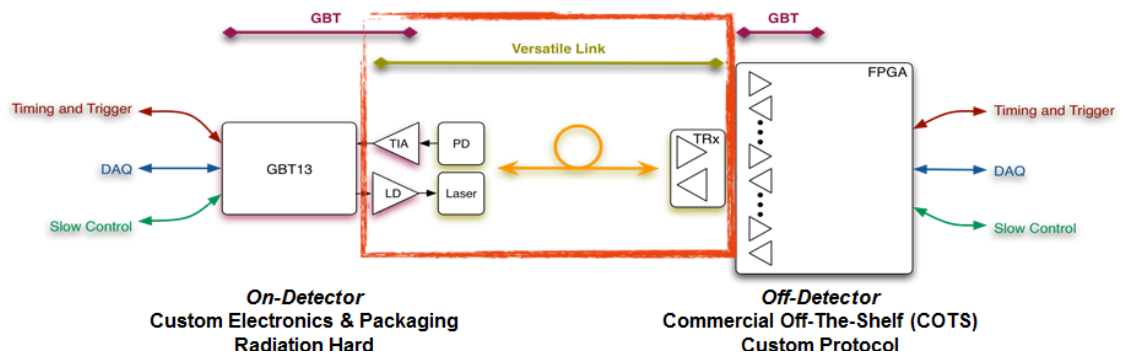 GBT
GBT
Versatile Link
FPGA
Timing and Trigger
DAQ
Slow Control
GBT13
TIA
PD
LD
Laser
TRx
Timing and Trigger
DAQ
Slow Control
On-Detector
Custom Electronics & Packaging
Radiation Hard
Off-Detector
Commercial Off-The-Shelf (COTS)
Custom Protocol